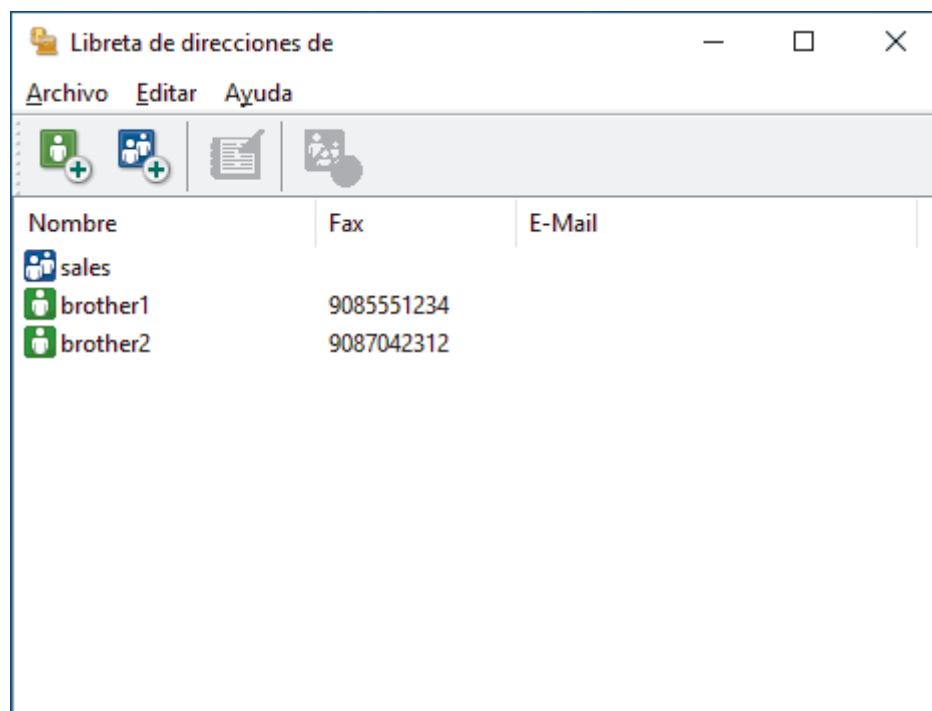 Libreta de direcciones de
Archivo Editar Ayuda
Nombre Fax E-Mail
sales
brother1 9085551234
brother2 9087042312